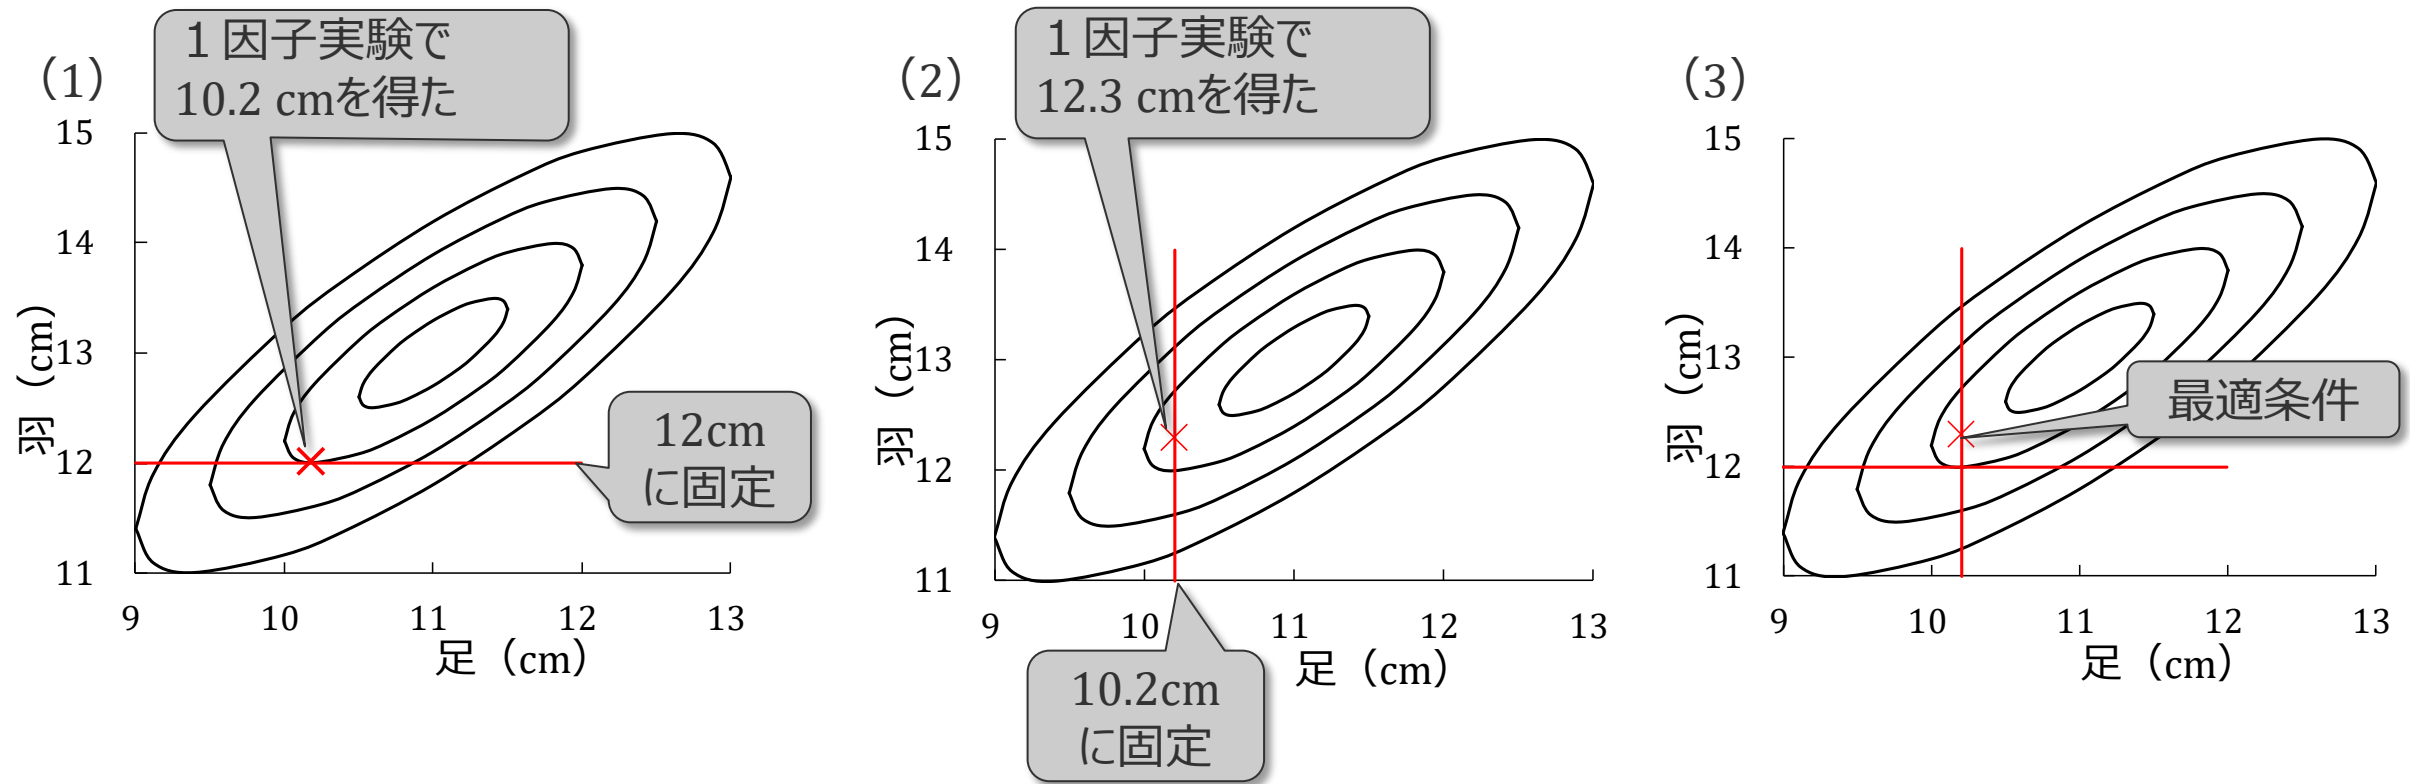 (1)
1因子実験で
10.2 cmを得た
15
14
13
12
11
羽（cm）
9
10
11
12
13
足（cm）
12cm
に固定
(2)
1因子実験で
12.3 cmを得た
15
14
13
12
11
羽（cm）
9
10
11
12
13
足（cm）
10.2cm
に固定
(3)
15
14
13
12
11
羽（cm）
9
10
11
12
13
足（cm）
最適条件